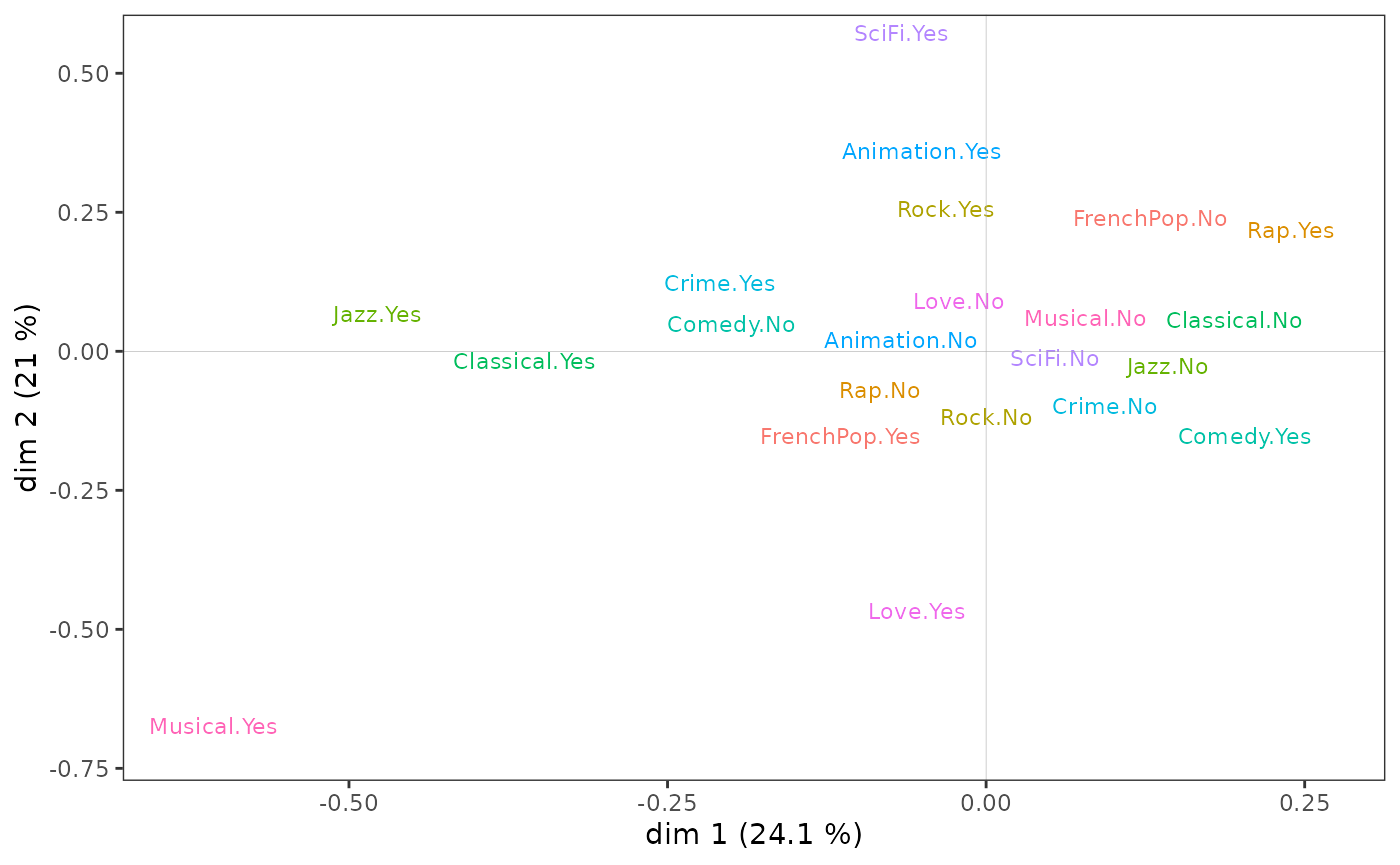 SciFi.Yes
0.50
Animation.Yes
Rock.Yes
0.25
FrenchPop.No
Rap.Yes
Crime.Yes
Love.No
Jazz.Yes
Musical.No
Classical.No
Comedy.No
Animation.No
0.00
SciFi.No
Classical.Yes
Jazz.No
Rap.No
Crime.No
Rock.No
FrenchPop.Yes
Comedy.Yes
dim 2 (21 %)
-0.25
Love.Yes
-0.50
Musical.Yes
-0.75
-0.50
-0.25
0.00
0.25
dim 1 (24.1 %)